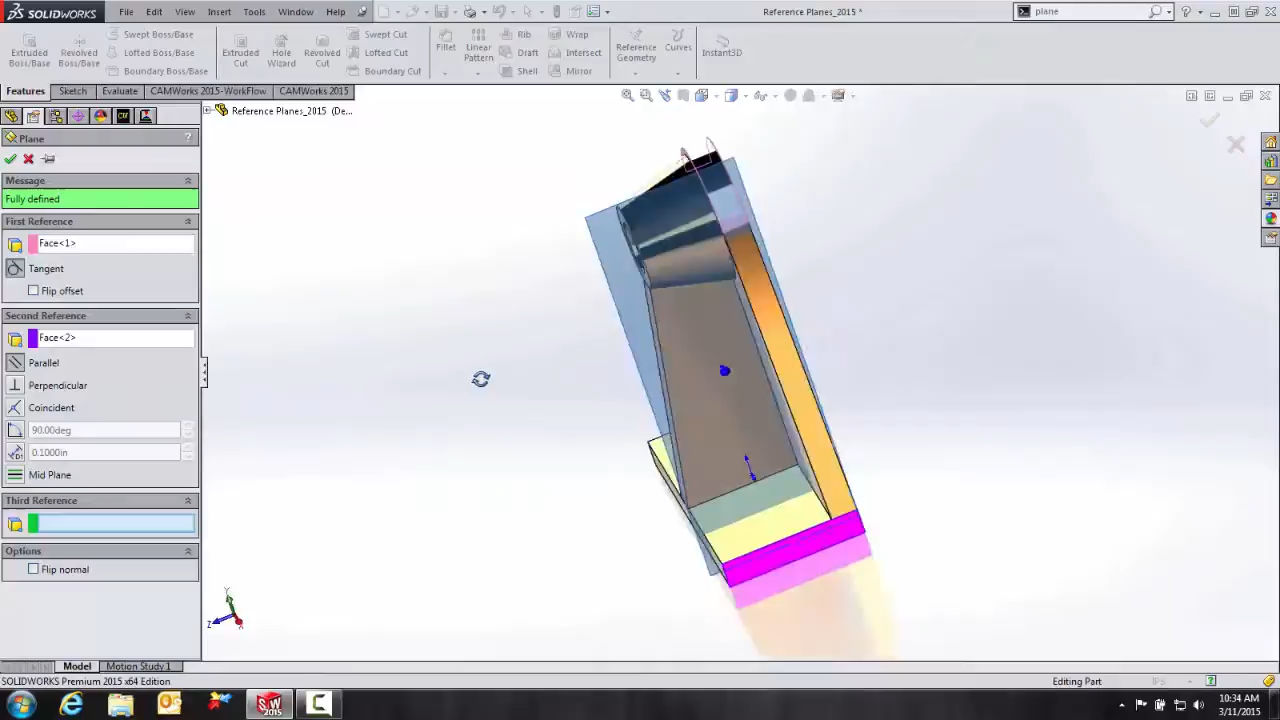 SOLIDWORKS File Edit View Insert Tools Window Help Reference Planes_2015 * plane
Extruded Boss/Base Revolved Boss/Base Swept Boss/Base Lofted Boss/Base Boundary Boss/Base Extruded Cut Hole Wizard Revolved Cut Swept Cut Lofted Cut Boundary Cut Fillet Linear Pattern Rib Draft Shell Wrap Intersect Mirror Reference Geometry Curves Instant3D
Features Sketch Evaluate CAMWorks 2015-WorkFlow CAMWorks 2015
Reference Planes_2015 (De...
Plane ?
Message
Fully defined
First Reference
Face<1>
Tangent
Flip offset
Second Reference
Face<2>
Parallel
Perpendicular
Coincident
90.00deg
0.1000in
Mid Plane
Third Reference
Options
Flip normal
Y
Z
X
Model Motion Study 1
SOLIDWORKS Premium 2015 x64 Edition Editing Part IPS
SW 2015
10:34 AM
3/11/2015